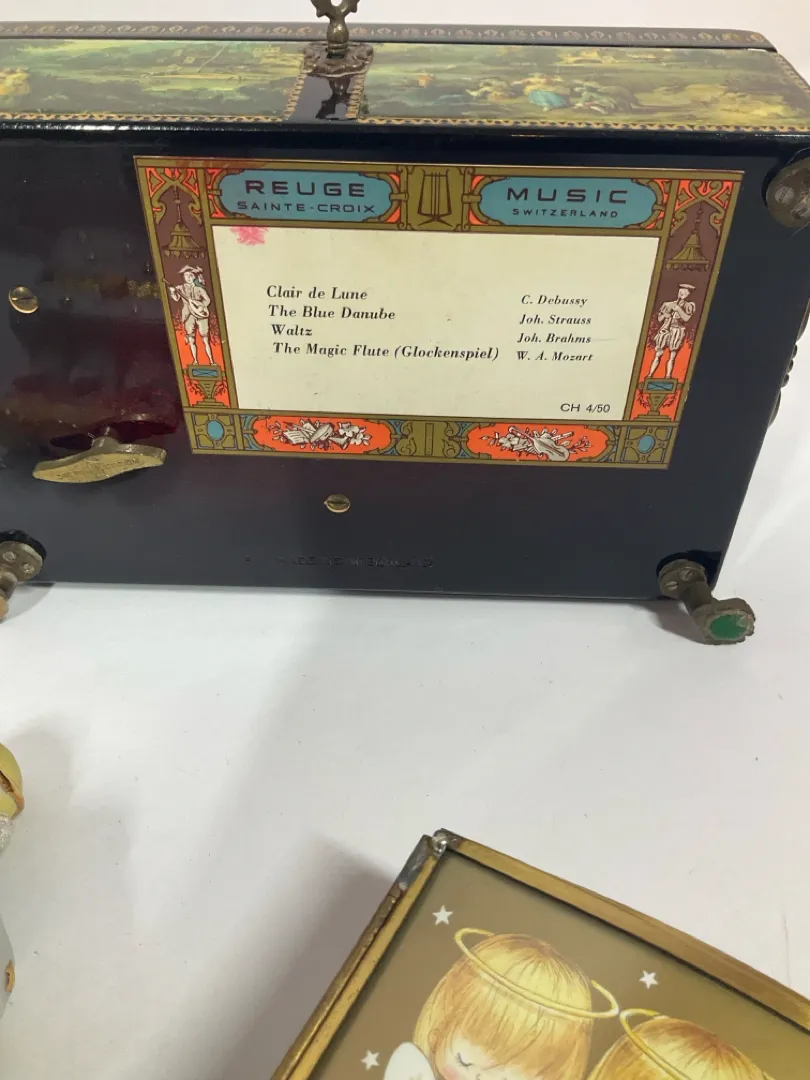 REUGE
SAINTE-CROIX
MUSIC
SWITZERLAND
Clair de Lune C. Debussy
The Blue Danube Joh. Strauss
Waltz Joh. Brahms
The Magic Flute (Glockenspiel) W. A. Mozart
CH 4/50